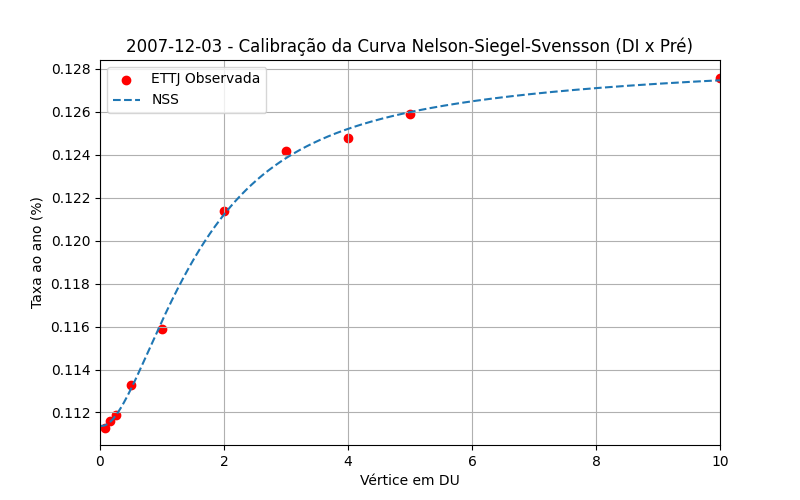 2007-12-03 - Calibração da Curva Nelson-Siegel-Svensson (DI x Pré)
ETTJ Observada
NSS
Taxa ao ano (%)
0.128
0.126
0.124
0.122
0.120
0.118
0.116
0.114
0.112
0 2 4 6 8 10
Vértice em DU